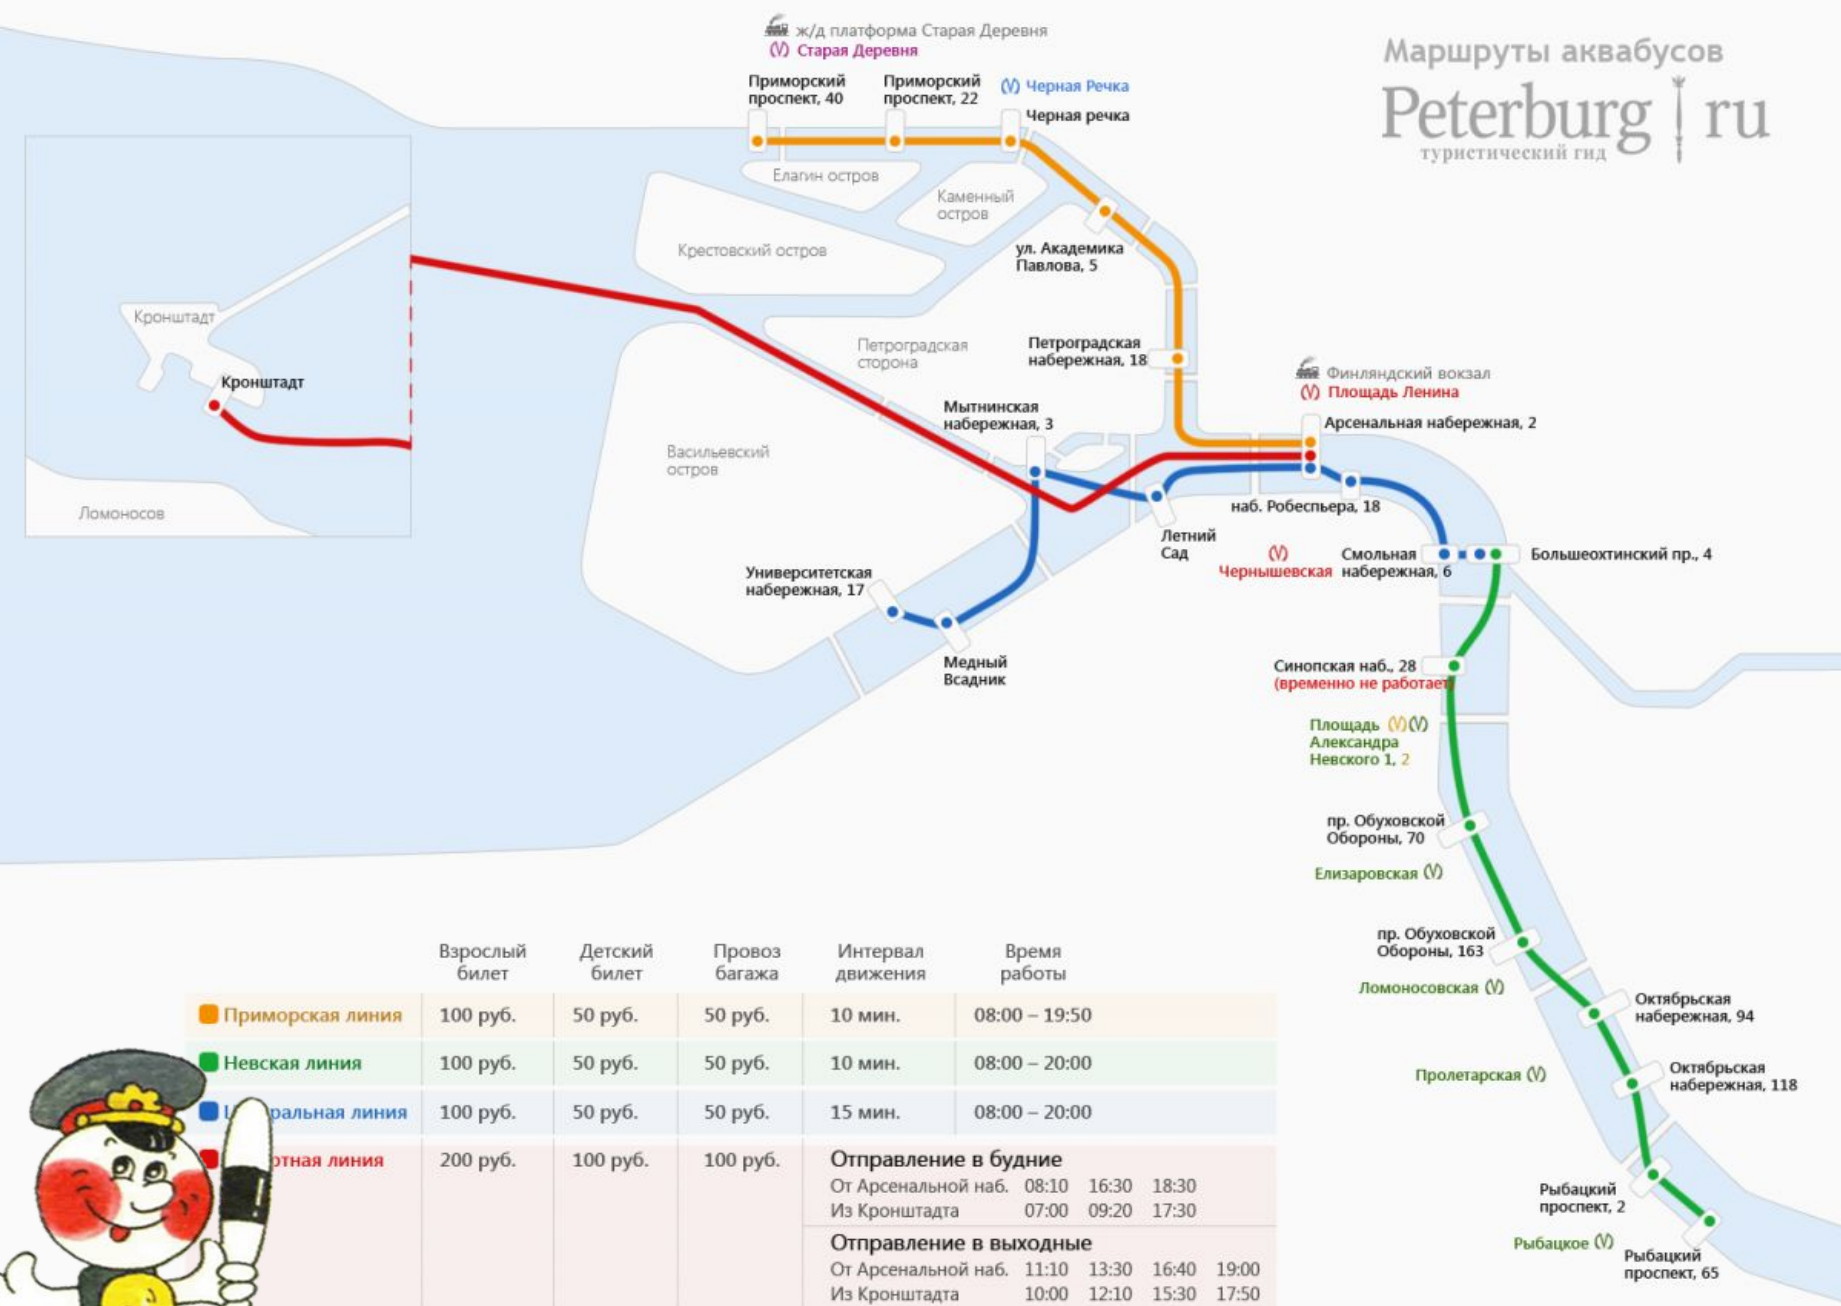 ж/д платформа Старая Деревня
Старая Деревня
Приморский
проспект, 40
Приморский
проспект, 22
Черная Речка
Черная речка
Маршруты аквабусов
Peterburg ru
туристический гид
Елагин остров
Каменный
остров
Крестовский остров
ул. Академика
Павлова, 5
Кронштадт
Кронштадт
Ломоносов
Петроградская
сторона
Петроградская
набережная, 18
Финляндский вокзал
Площадь Ленина
Арсенальная набережная, 2
Мытнинская
набережная, 3
Васильевский
остров
наб. Робеспьера, 18
Летний
Сад
Чернышевская
Смольная
набережная, 6
Большеохтинский пр., 4
Университетская
набережная, 17
Медный
Всадник
Синопская наб., 28
(временно не работает)
Площадь
Александра
Невского 1, 2
пр. Обуховской
Обороны, 70
Елизаровская
пр. Обуховской
Обороны, 163
Ломоносовская
Октябрьская
набережная, 94
Пролетарская
Октябрьская
набережная, 118
Рыбацкий
проспект, 2
Рыбацкое
Рыбацкий
проспект, 65
Взрослый билет
Детский билет
Провоз багажа
Интервал движения
Время работы
Приморская линия 100 руб. 50 руб. 50 руб. 10 мин. 08:00 – 19:50
Невская линия 100 руб. 50 руб. 50 руб. 10 мин. 08:00 – 20:00
линия 100 руб. 50 руб. 50 руб. 15 мин. 08:00 – 20:00
линия 200 руб. 100 руб. 100 руб. Отправление в будние
От Арсенальной наб. 08:10 16:30 18:30
Из Кронштадта 07:00 09:20 17:30
Отправление в выходные
От Арсенальной наб. 11:10 13:30 16:40 19:00
Из Кронштадта 10:00 12:10 15:30 17:50